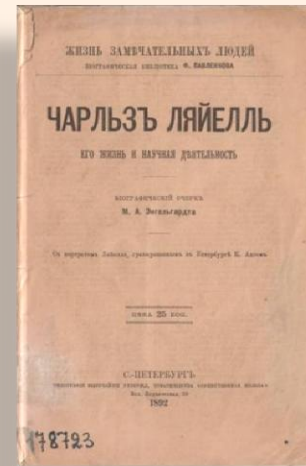 ЖИЗНЬ ЗАМѢЧАТЕЛЬНЫХЪ ЛЮДЕЙ
БІОГРАФИЧЕСКАЯ БИБЛІОТЕКА Ф. ПАВЛЕНКОВА
ЧАРЛЬЗЪ ЛЯЙЕЛЛЬ
ЕГО ЖИЗНЬ И НАУЧНАЯ ДѢЯТЕЛЬНОСТЬ
БІОГРАФИЧЕСКІЙ ОЧЕРКЪ
М. А. Энгельгардта
Съ портретомъ Ляйелля, гравированнымъ въ Петербургѣ К. Адтомъ
ЦѢНА 25 КОП.
С.-ПЕТЕРБУРГЪ
1892
178723